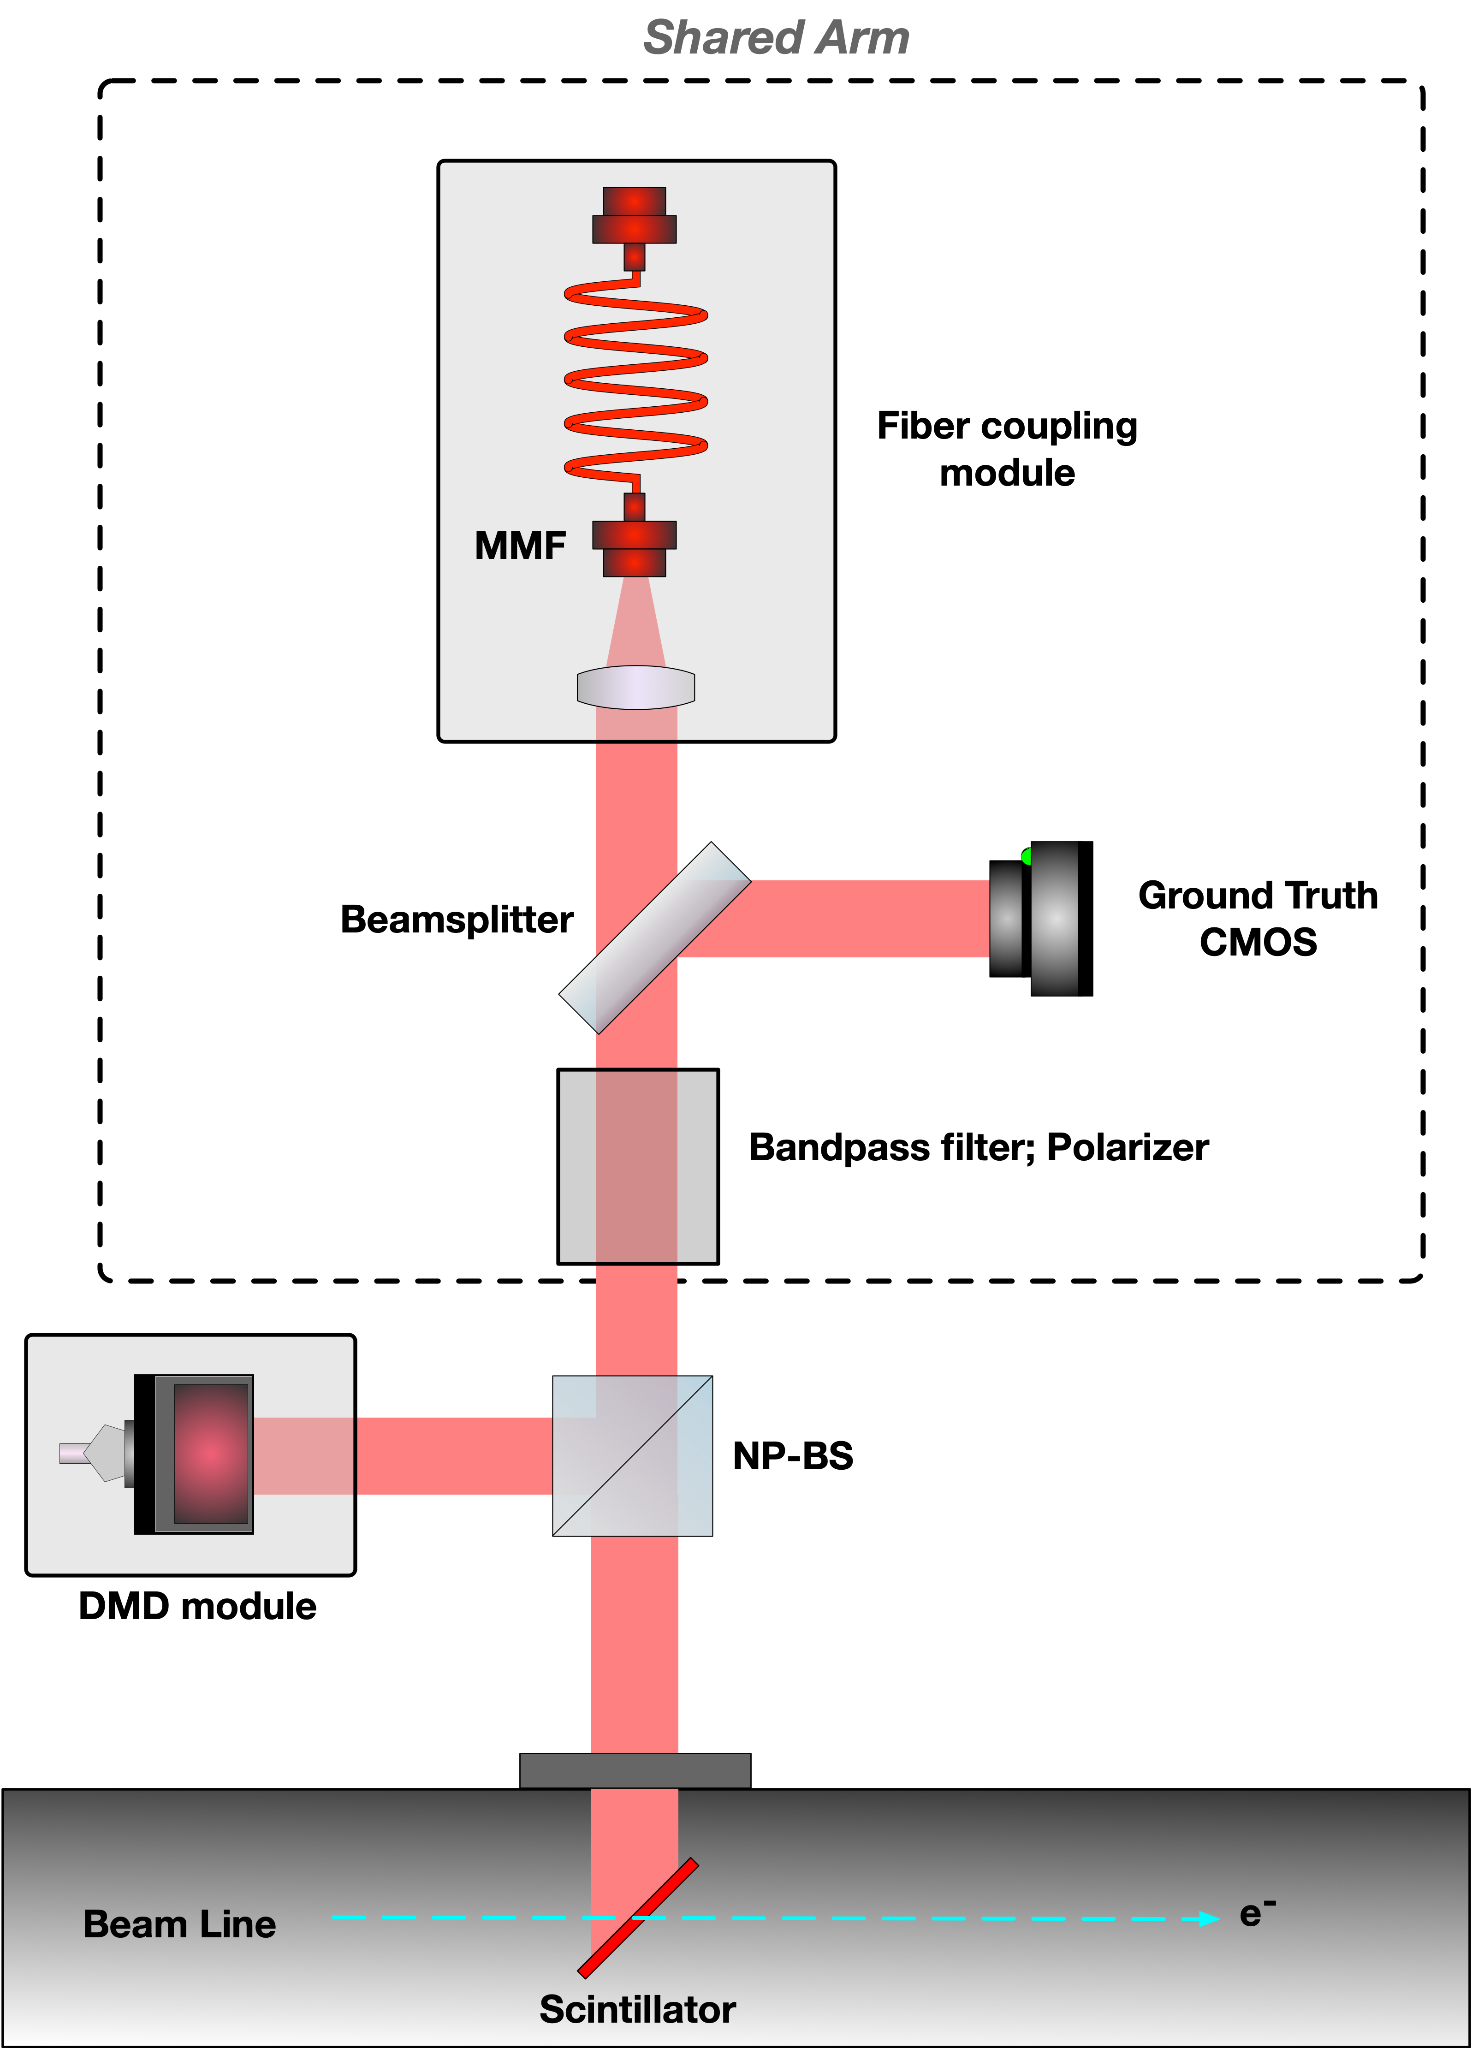 Shared Arm
Fiber coupling
module
MMF
Beamsplitter
Ground Truth
CMOS
Bandpass filter; Polarizer
NP-BS
DMD module
Beam Line
e⁻
Scintillator